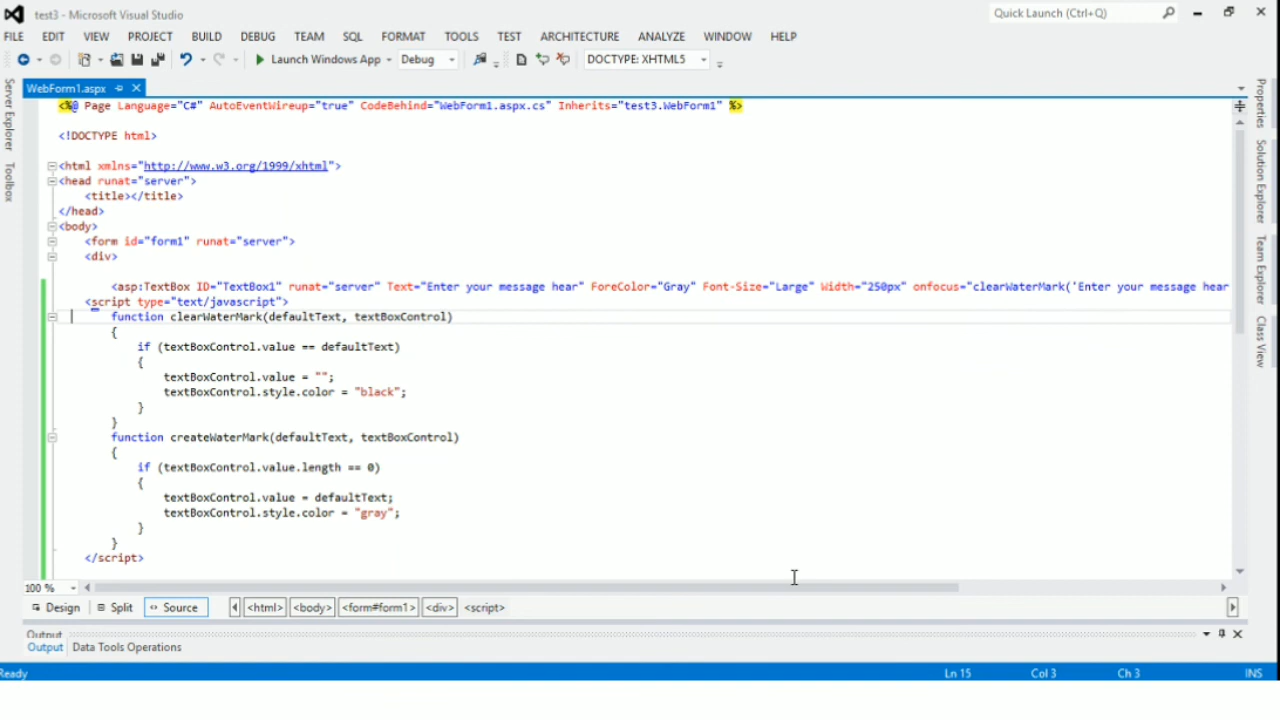 test3 - Microsoft Visual Studio
Quick Launch (Ctrl+Q)
FILE EDIT VIEW PROJECT BUILD DEBUG TEAM SQL FORMAT TOOLS TEST ARCHITECTURE ANALYZE WINDOW HELP
Launch Windows App Debug DOCTYPE: XHTML5
Server Explorer
Toolbox
WebForm1.aspx
<%@ Page Language="C#" AutoEventWireup="true" CodeBehind="WebForm1.aspx.cs" Inherits="test3.WebForm1" %>
<!DOCTYPE html>
<html xmlns="http://www.w3.org/1999/xhtml">
<head runat="server">
<title></title>
</head>
<body>
<form id="form1" runat="server">
<div>
<asp:TextBox ID="TextBox1" runat="server" Text="Enter your message hear" ForeColor="Gray" Font-Size="Large" Width="250px" onfocus="clearWaterMark('Enter your message hear
<script type="text/javascript">
function clearWaterMark(defaultText, textBoxControl)
{
if (textBoxControl.value == defaultText)
{
textBoxControl.value = "";
textBoxControl.style.color = "black";
}
}
function createWaterMark(defaultText, textBoxControl)
{
if (textBoxControl.value.length == 0)
{
textBoxControl.value = defaultText;
textBoxControl.style.color = "gray";
}
}
</script>
Properties
Solution Explorer
Team Explorer
Class View
100 %
Design Split Source <html> <body> <form#form1> <div> <script>
Output
Output Data Tools Operations
Ready Ln 15 Col 3 Ch 3 INS